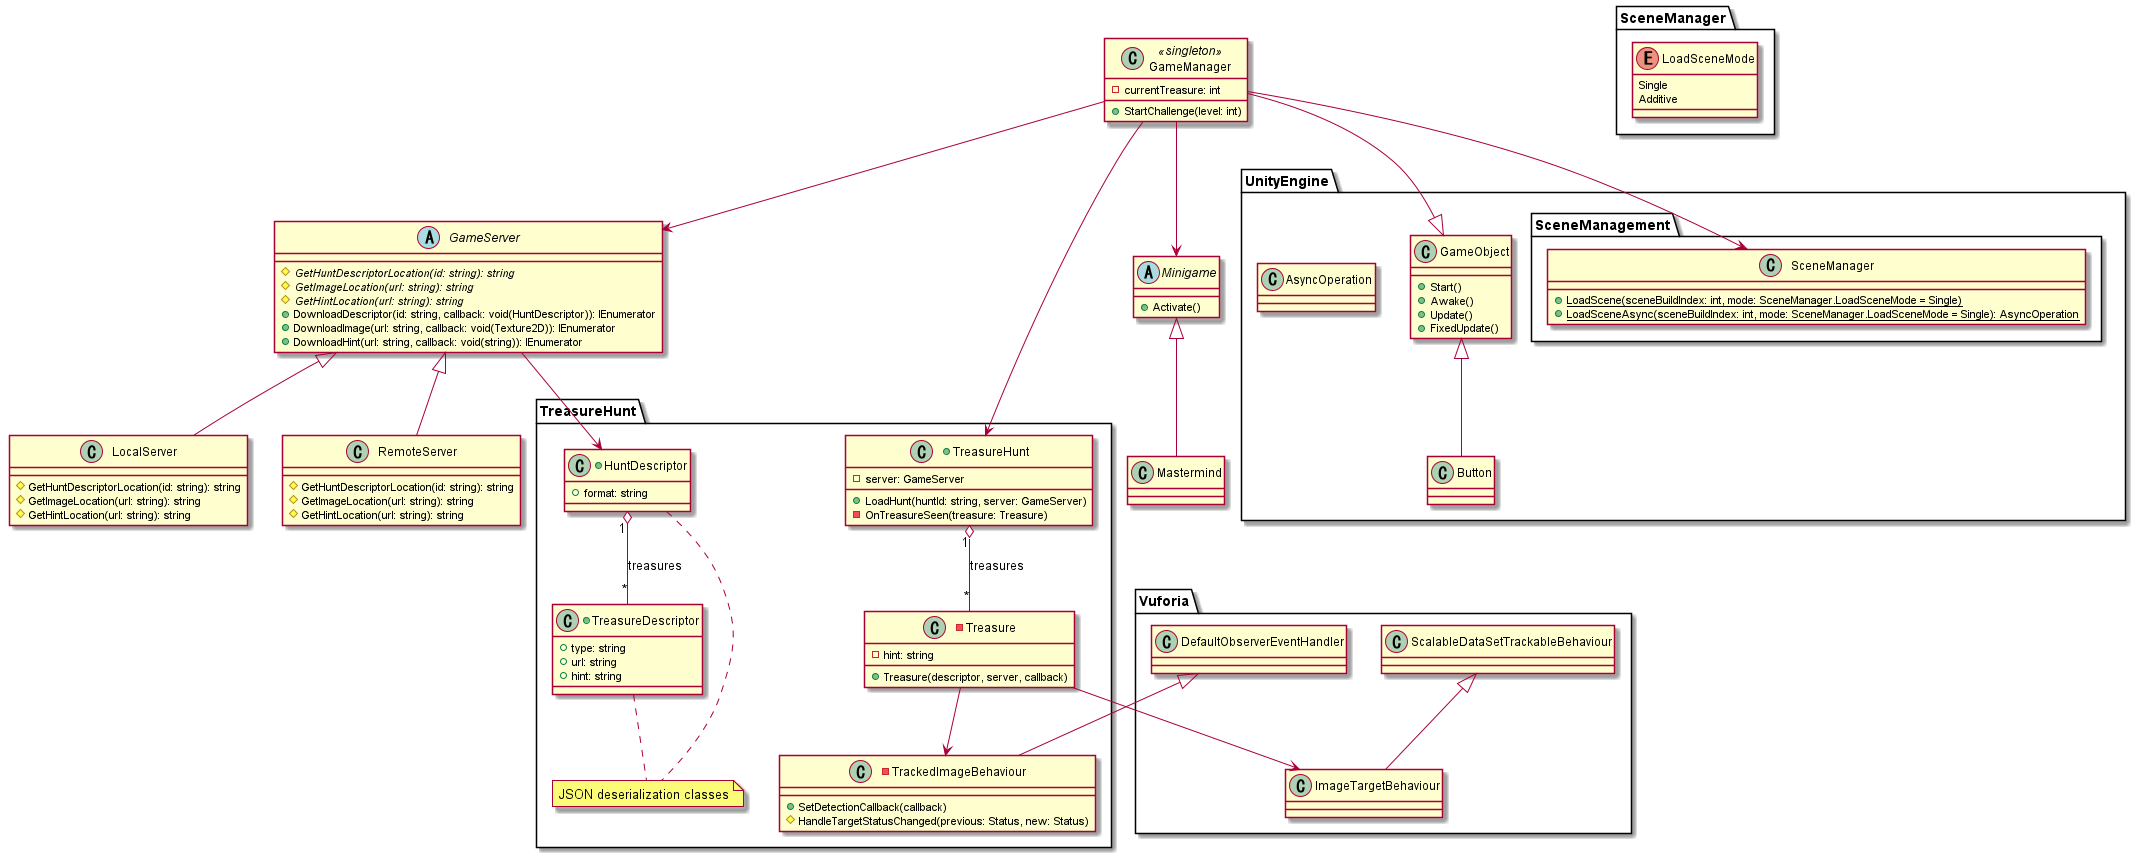 SceneManager
E LoadSceneMode
Single
Additive
«singleton»
C GameManager
currentTreasure: int
StartChallenge(level: int)
UnityEngine
SceneManagement
C SceneManager
LoadScene(sceneBuildIndex: int, mode: SceneManager.LoadSceneMode = Single)
LoadSceneAsync(sceneBuildIndex: int, mode: SceneManager.LoadSceneMode = Single): AsyncOperation
C GameObject
Start()
Awake()
Update()
FixedUpdate()
C AsyncOperation
C Button
A GameServer
GetHuntDescriptorLocation(id: string): string
GetImageLocation(url: string): string
GetHintLocation(url: string): string
DownloadDescriptor(id: string, callback: void(HuntDescriptor)): IEnumerator
DownloadImage(url: string, callback: void(Texture2D)): IEnumerator
DownloadHint(url: string, callback: void(string)): IEnumerator
A Minigame
Activate()
C Mastermind
C LocalServer
GetHuntDescriptorLocation(id: string): string
GetImageLocation(url: string): string
GetHintLocation(url: string): string
C RemoteServer
GetHuntDescriptorLocation(id: string): string
GetImageLocation(url: string): string
GetHintLocation(url: string): string
TreasureHunt
C HuntDescriptor
format: string
1
treasures
*
C TreasureDescriptor
type: string
url: string
hint: string
JSON deserialization classes
C TreasureHunt
server: GameServer
LoadHunt(huntId: string, server: GameServer)
OnTreasureSeen(treasure: Treasure)
1
treasures
*
C Treasure
hint: string
Treasure(descriptor, server, callback)
C TrackedImageBehaviour
SetDetectionCallback(callback)
HandleTargetStatusChanged(previous: Status, new: Status)
Vuforia
C DefaultObserverEventHandler
C ScalableDataSetTrackableBehaviour
C ImageTargetBehaviour